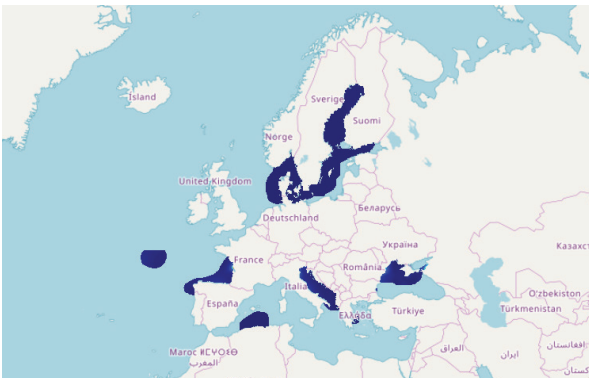 Ísland
Sverige
Suomi
Norge
United Kingdom
Беларусь
Deutschland
Україна
France
Казахст
România
Italia
O'zbekiston
España
Ελλάδα
Türkiye
Türkmenistan
Maroc ⵍⵎⵖⵔⵉⴱ
المغرب
العراق
ایران
افغانستان